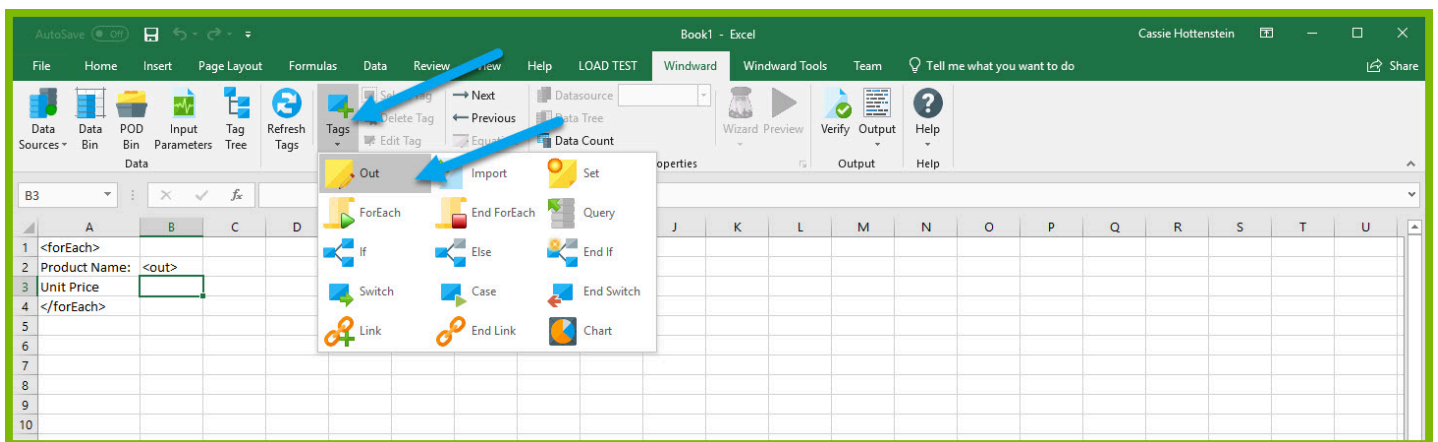 AutoSave Off Book1 - Excel Cassie Hottenstein
File Home Insert Page Layout Formulas Data Review View Help LOAD TEST Windward Windward Tools Team Tell me what you want to do Share
Tag Next Datasource
Delete Tag Previous Data Tree
Edit Tag Data Count
Data Data POD Input Tag Refresh Tags Wizard Preview Verify Output Help
Sources Bin Bin Parameters Tree Tags
Data Output Help
Out Import Set
ForEach End ForEach Query
If Else End If
Switch Case End Switch
Link End Link Chart
B3 fx
A B C D J K L M N O P Q R S T U
1 <forEach>
2 Product Name: <out>
3 Unit Price
4 </forEach>
5
6
7
8
9
10